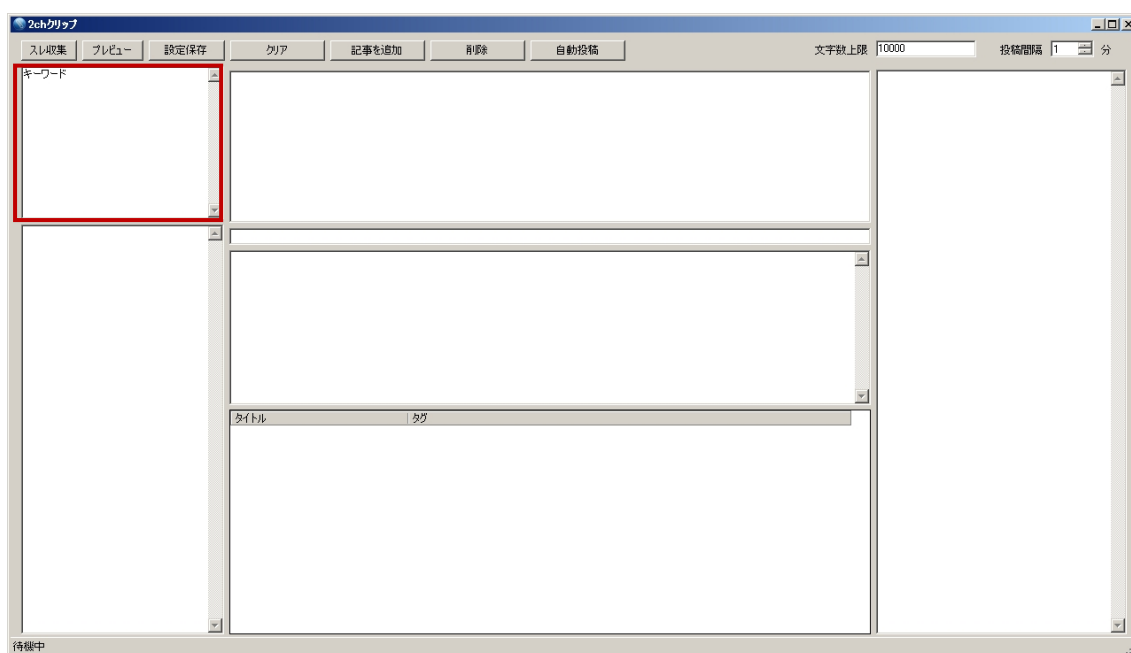 2chクリップ
スレ収集 プレビュー 設定保存 クリア 記事を追加 削除 自動投稿 文字数上限 10000 投稿間隔 1 分
キーワード
タイトル タグ
待機中